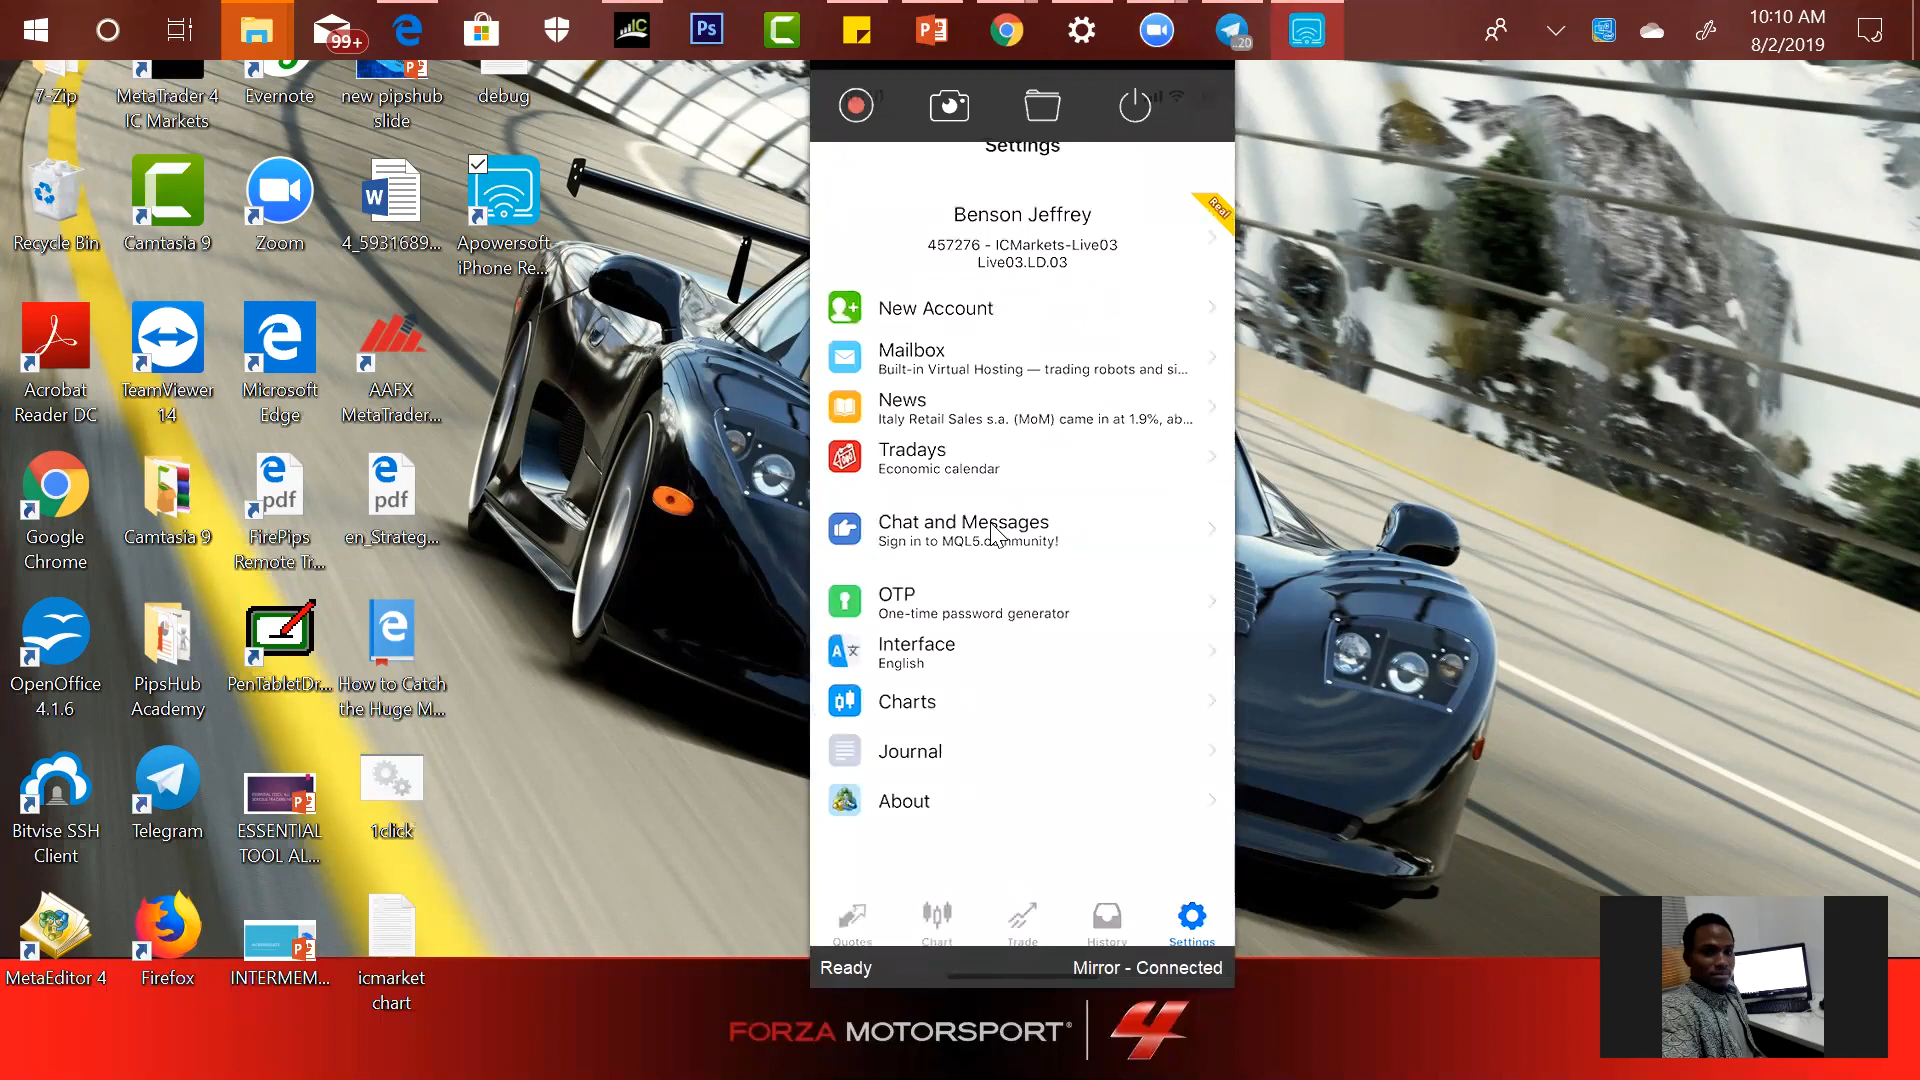 99+
Ps
20
10:10 AM
8/2/2019
7-Zip
MetaTrader 4
IC Markets
Evernote
new pipshub
slide
debug
Recycle Bin
Camtasia 9
Zoom
4_5931689...
Apowersoft
iPhone Re...
Acrobat
Reader DC
TeamViewer
14
Microsoft
Edge
AAFX
MetaTrader...
Google
Chrome
Camtasia 9
pdf
FirePips
Remote Tr...
pdf
en_Strateg...
OpenOffice
4.1.6
PipsHub
Academy
PenTabletDr...
How to Catch
the Huge M...
Bitvise SSH
Client
Telegram
ESSENTIAL
TOOL AL...
1click
MetaEditor 4
Firefox
INTERMEM...
icmarket
chart
Settings
Real
Benson Jeffrey
457276 - ICMarkets-Live03
Live03.LD.03
New Account
Mailbox
Built-in Virtual Hosting — trading robots and si...
News
Italy Retail Sales s.a. (MoM) came in at 1.9%, ab...
Tradays
Economic calendar
Chat and Messages
Sign in to MQL5.community!
OTP
One-time password generator
Interface
English
Charts
Journal
About
Quotes
Chart
Trade
History
Settings
Ready
Mirror - Connected
FORZA MOTORSPORT 4